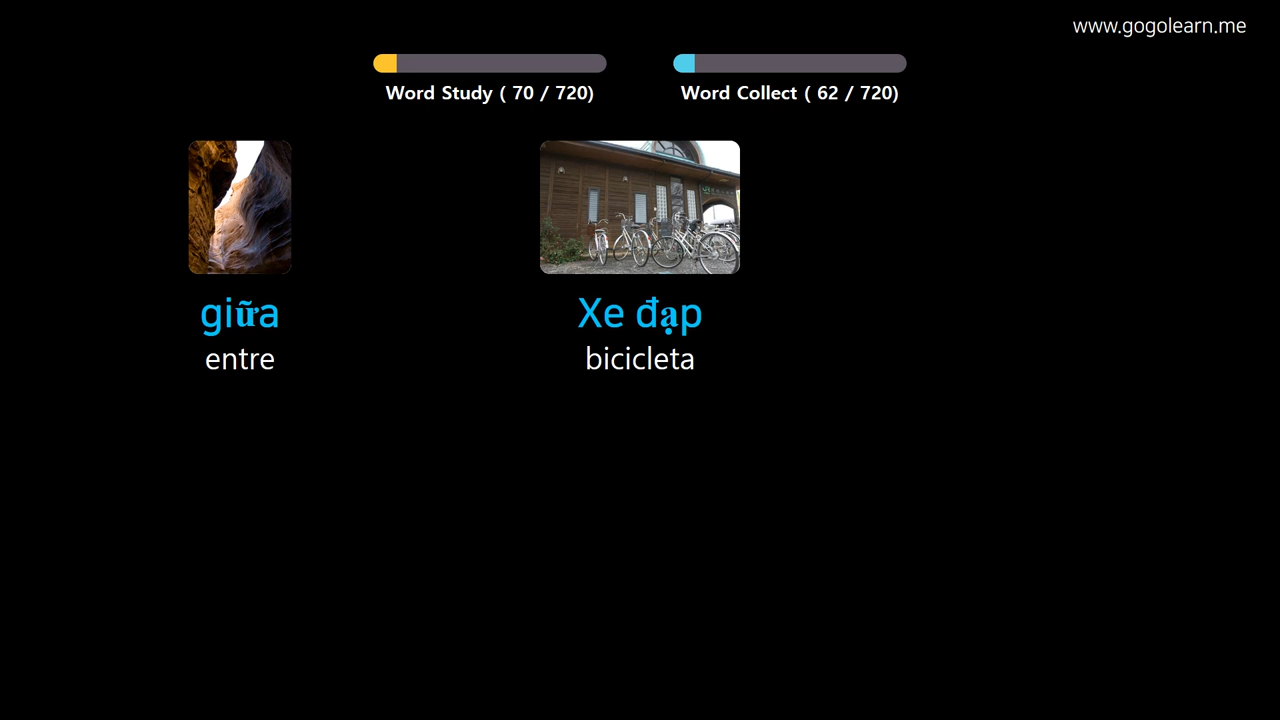 www.gogolearn.me
Word Study ( 70 / 720)
Word Collect ( 62 / 720)
giữa
entre
Xe đạp
bicicleta